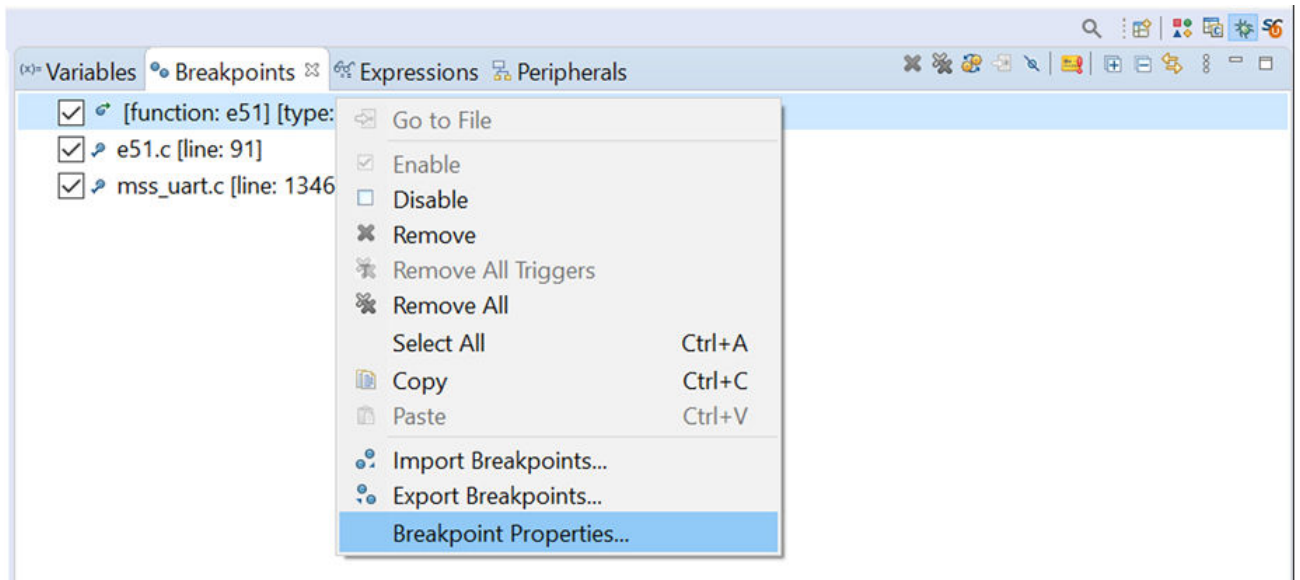 (x)= Variables Breakpoints Expressions Peripherals
[function: e51] [type:
e51.c [line: 91]
mss_uart.c [line: 1346
Go to File
Enable
Disable
Remove
Remove All Triggers
Remove All
Select All Ctrl+A
Copy Ctrl+C
Paste Ctrl+V
Import Breakpoints...
Export Breakpoints...
Breakpoint Properties...